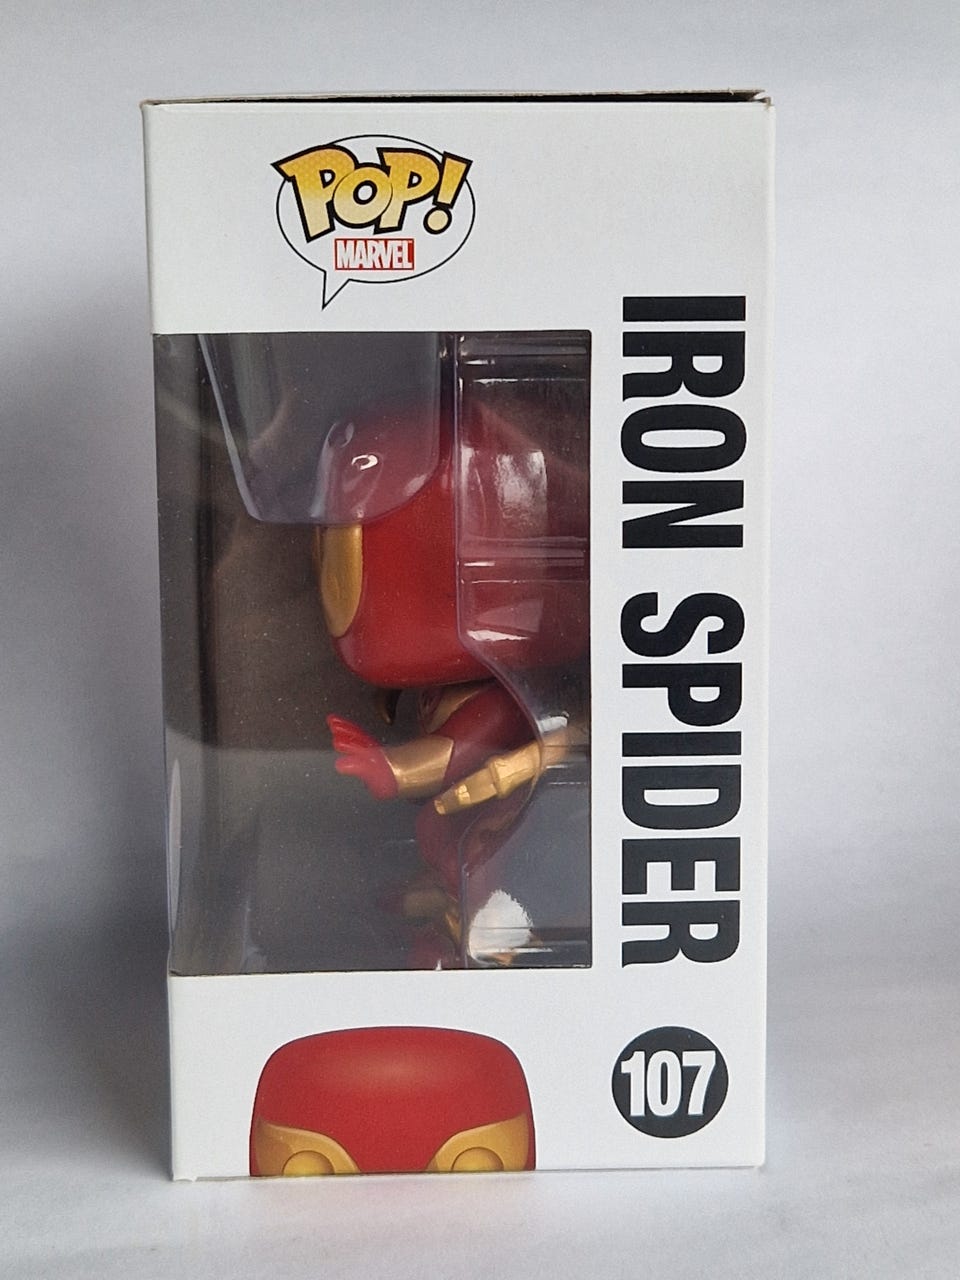 POP!
MARVEL
IRON SPIDER
107